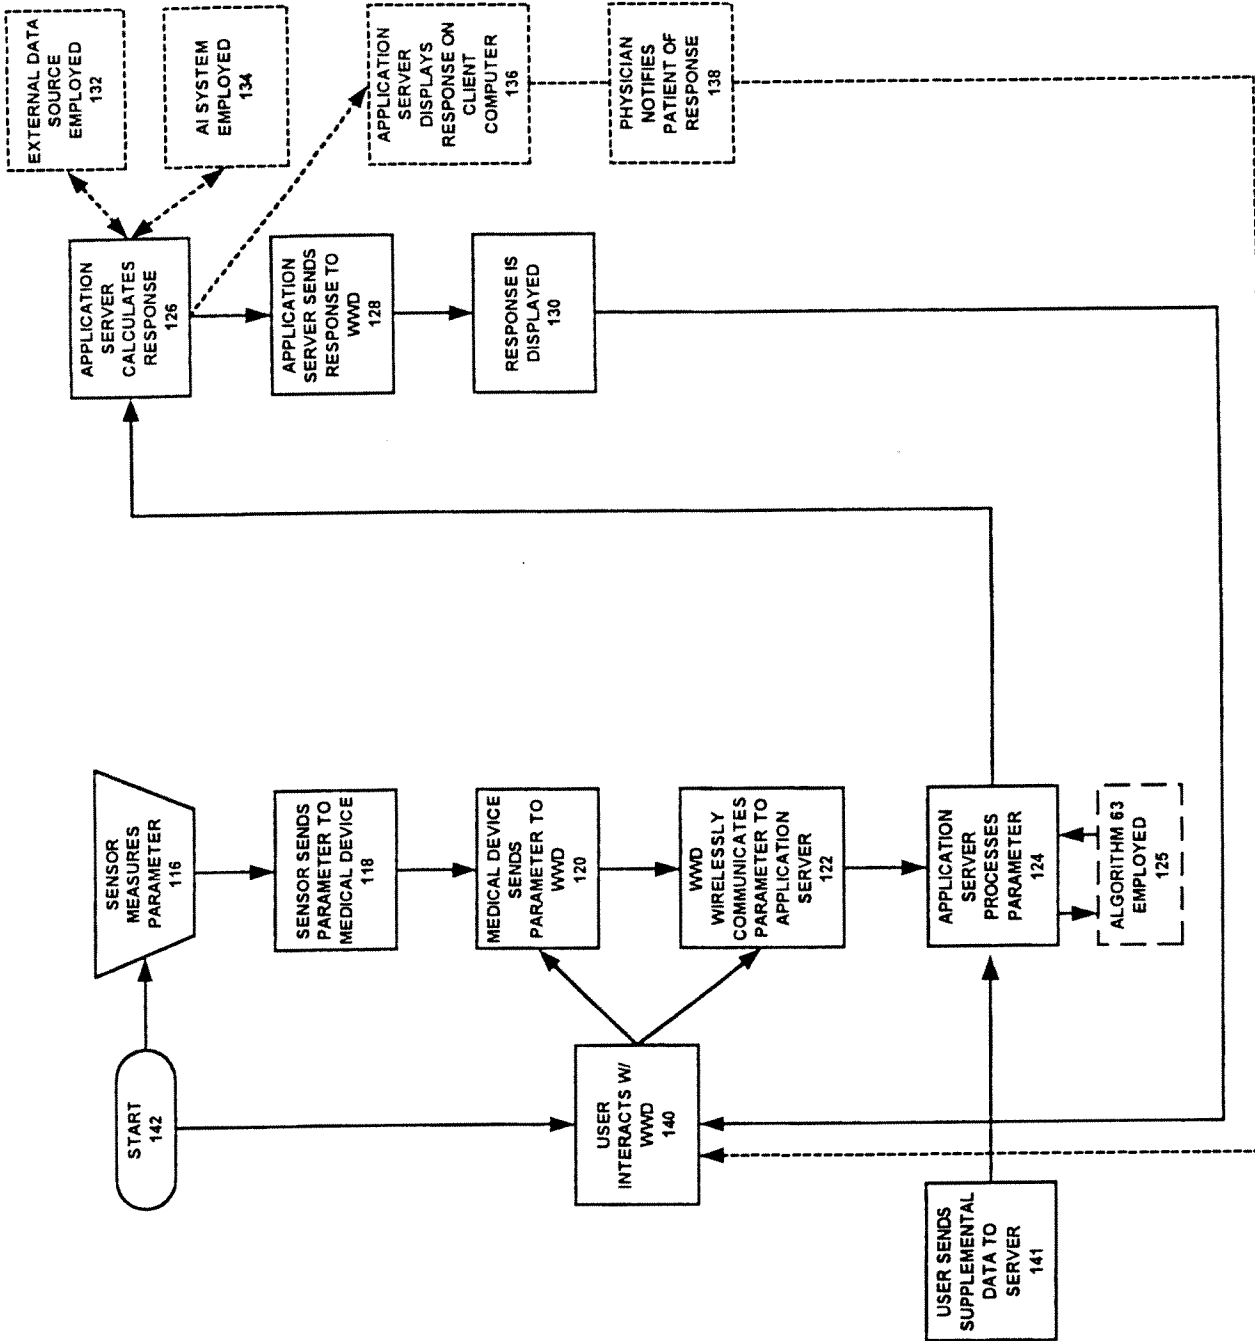 START
142
SENSOR
MEASURES
PARAMETER
116
SENSOR SENDS
PARAMETER TO
MEDICAL DEVICE
118
USER
INTERACTS W/
WWD
140
MEDICAL DEVICE
SENDS
PARAMETER TO
WWD
120
WWD
WIRELESSLY
COMMUNICATES
PARAMETER TO
APPLICATION
SERVER
122
USER SENDS
SUPPLEMENTAL
DATA TO
SERVER
141
APPLICATION
SERVER
PROCESSES
PARAMETER
124
ALGORITHM 63
EMPLOYED
125
APPLICATION
SERVER
CALCULATES
RESPONSE
126
APPLICATION
SERVER SENDS
RESPONSE TO
WWD
128
RESPONSE IS
DISPLAYED
130
EXTERNAL DATA
SOURCE
EMPLOYED
132
AI SYSTEM
EMPLOYED
134
APPLICATION
SERVER
DISPLAYS
RESPONSE ON
CLIENT
COMPUTER
136
PHYSICIAN
NOTIFIES
PATIENT OF
RESPONSE
138